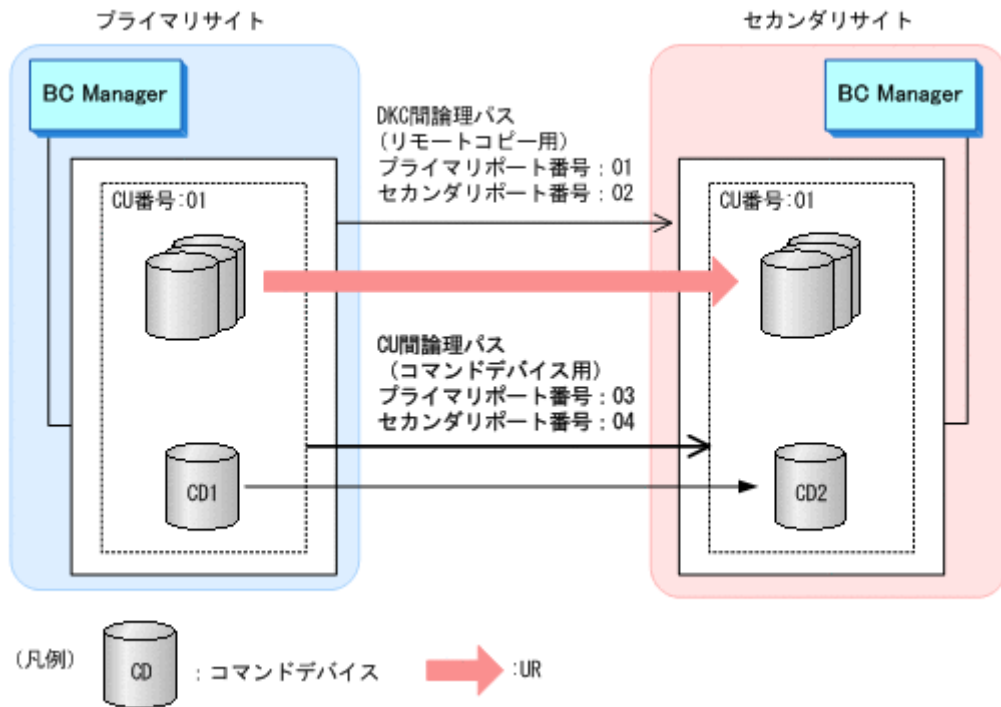 プライマリサイト
セカンダリサイト
BC Manager
BC Manager
DKC間論理パス
(リモートコピー用)
プライマリポート番号:01
セカンダリポート番号:02
CU番号:01
CU番号:01
CU間論理パス
(コマンドデバイス用)
プライマリポート番号:03
セカンダリポート番号:04
CD1
CD2
(凡例)
CD
:コマンドデバイス
:UR